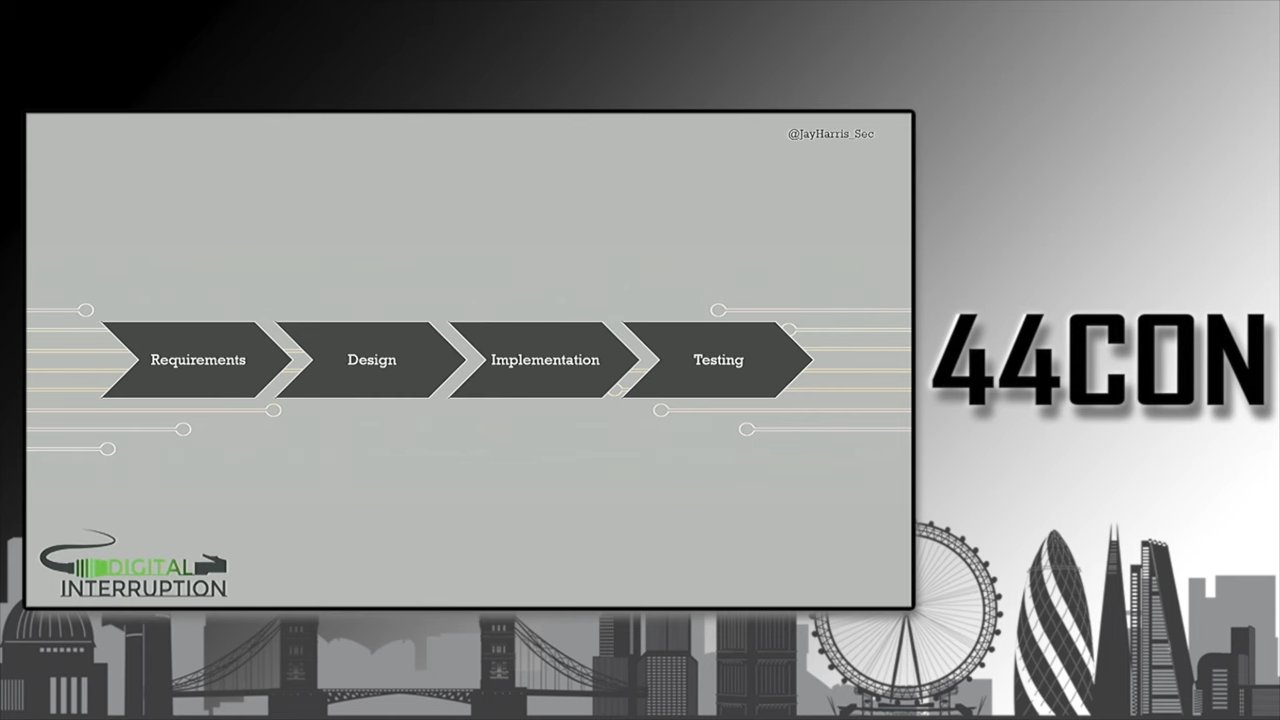 @JayHarris_Sec
Requirements
Design
Implementation
Testing
44CON
DIGITAL
INTERRUPTION